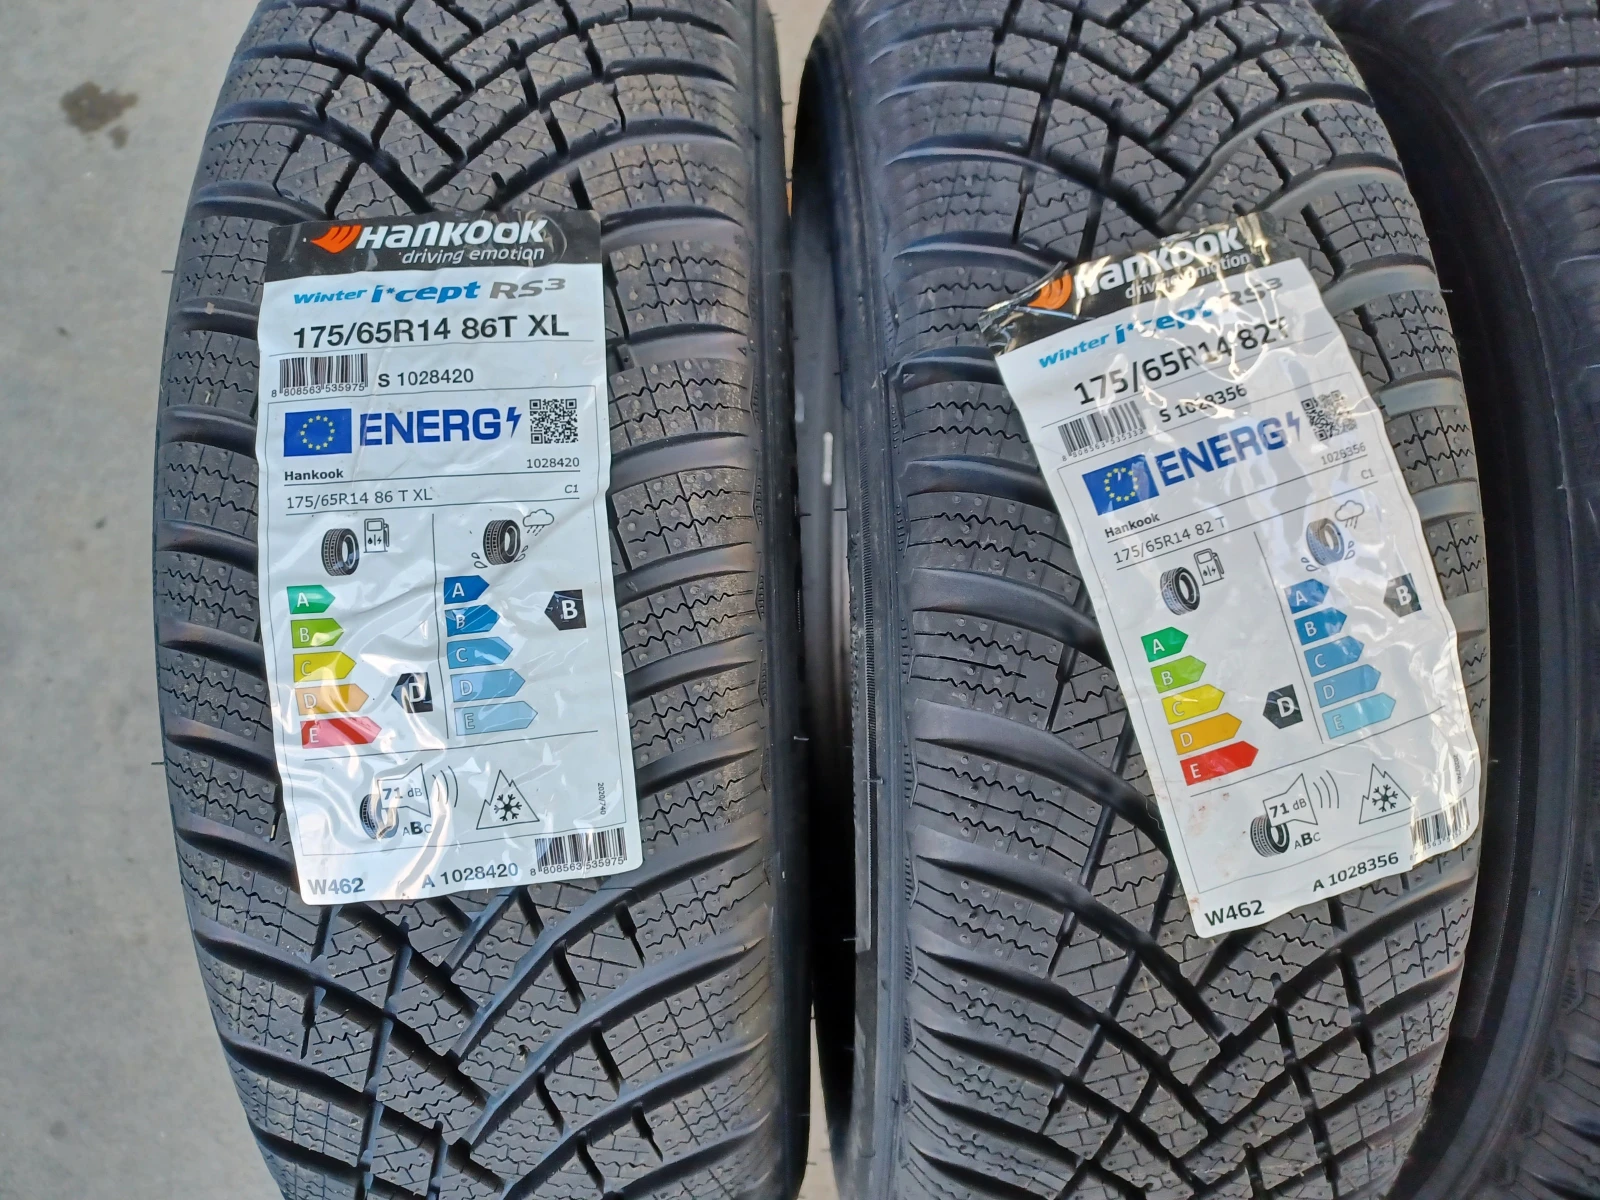 Hankook
driving emotion
Winter i*cept RS3
175/65R14 86T XL
S 1028420
8 808563 535975
ENERG
Hankook
1028420
175/65R14 86 T XL
C1
A
B
C
D
E
D
A
B
C
D
E
B
71 dB
ABC
2020/740
W462
A 1028420
8 808563 535975
Hankook
driving emotion
Winter i*cept RS3
175/65R14 82T
S 1028356
ENERG
Hankook
1028356
175/65R14 82 T
C1
A
B
C
D
E
D
A
B
C
D
E
B
71 dB
ABC
W462
A 1028356